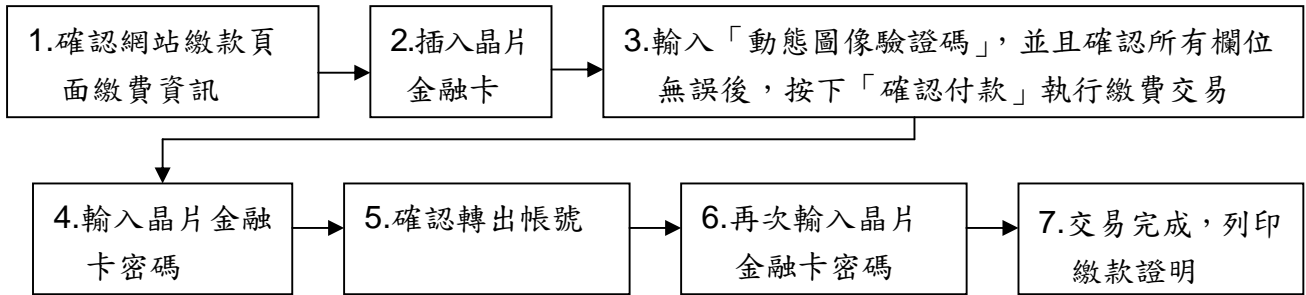 1.確認網站繳款頁
面繳費資訊
2.插入晶片
金融卡
3.輸入「動態圖像驗證碼」，並且確認所有欄位
無誤後，按下「確認付款」執行繳費交易
4.輸入晶片金融
卡密碼
5.確認轉出帳號
6.再次輸入晶片
金融卡密碼
7.交易完成，列印
繳款證明